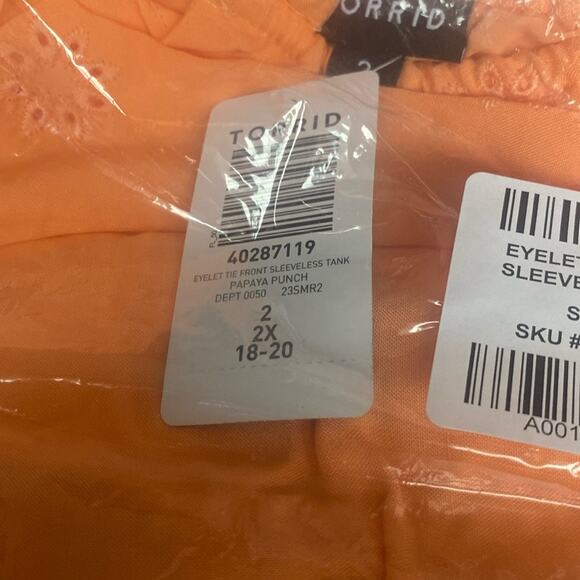 TORRID
2
TORRID
40287119
EYELET TIE FRONT SLEEVELESS TANK
PAPAYA PUNCH
DEPT 0050 23SMR2
2
2X
18-20
EYELET
SLEEVE
S
SKU #
A001